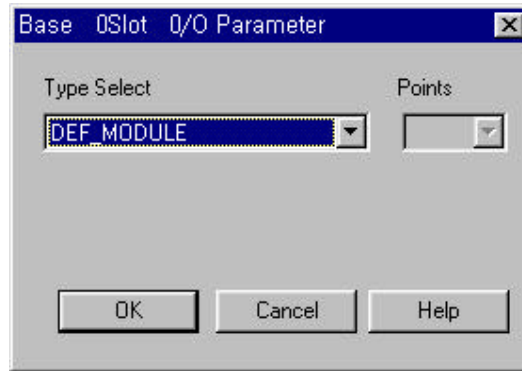 Base 0Slot 0/O Parameter
Type Select Points
DEF_MODULE
OK Cancel Help